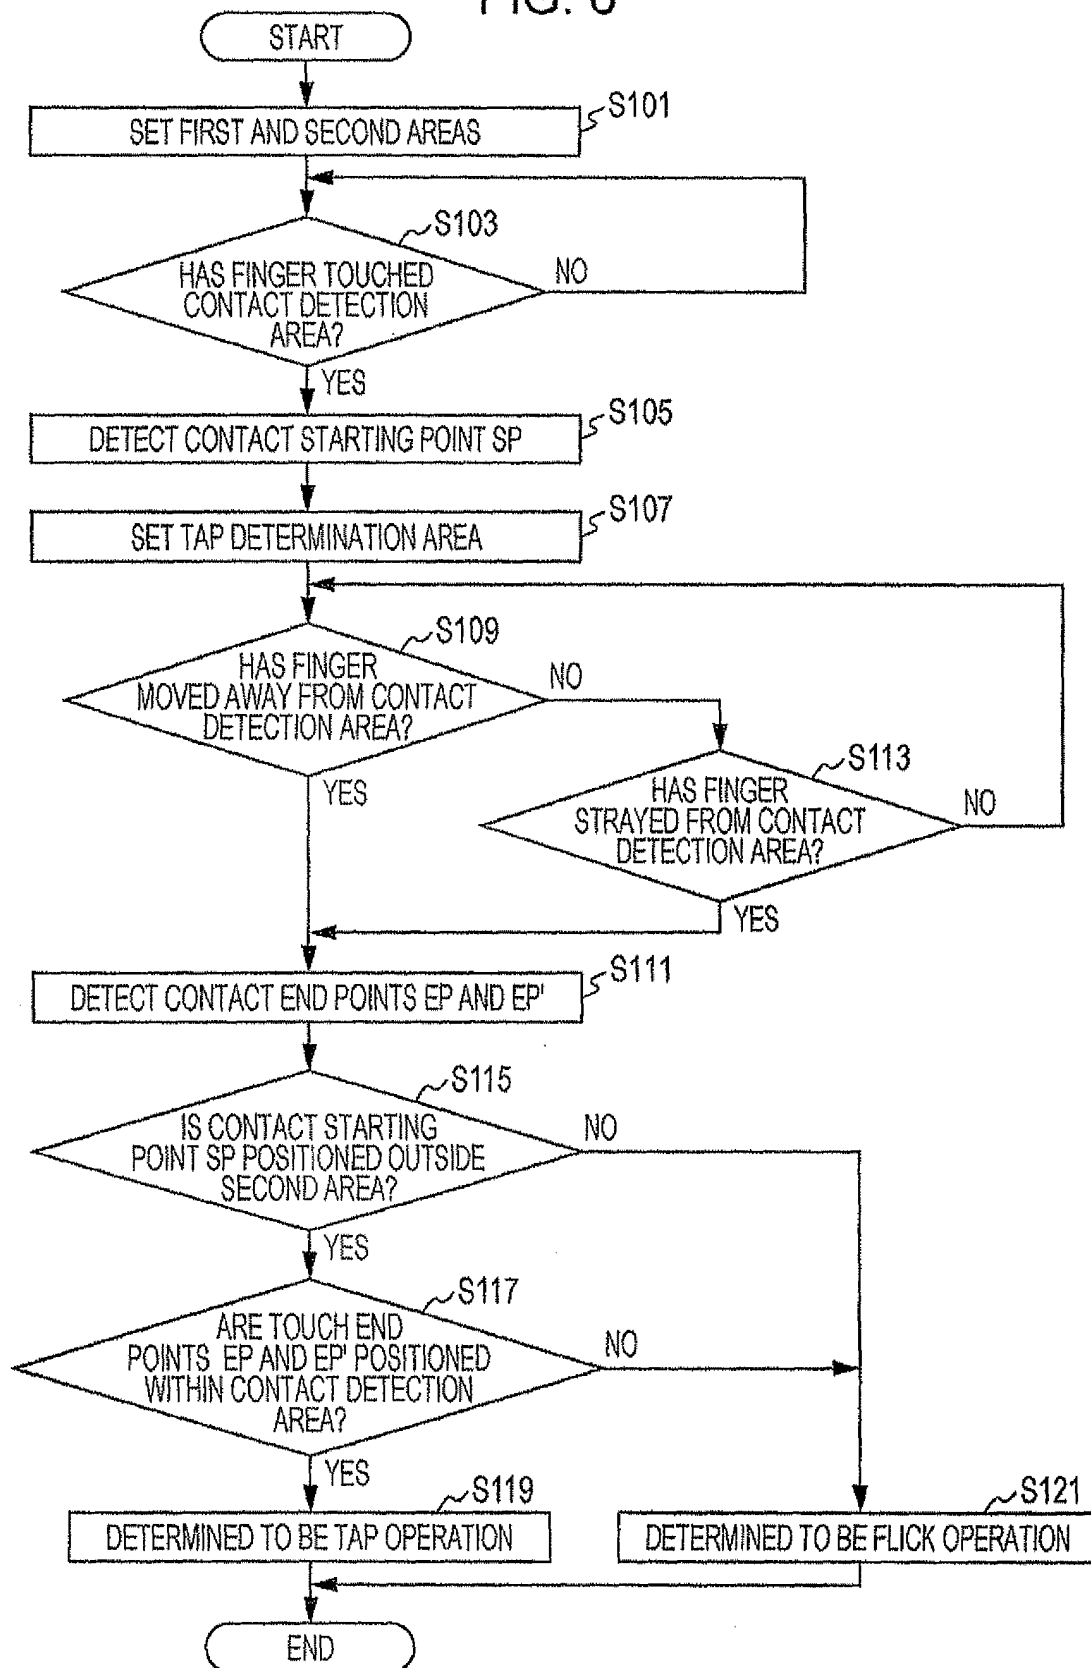 FIG. 6
START
S101
SET FIRST AND SECOND AREAS
S103
HAS FINGER TOUCHED
CONTACT DETECTION
AREA?
NO
YES
S105
DETECT CONTACT STARTING POINT SP
S107
SET TAP DETERMINATION AREA
S109
HAS FINGER
MOVED AWAY FROM CONTACT
DETECTION AREA?
NO
YES
S113
HAS FINGER
STRAYED FROM CONTACT
DETECTION AREA?
NO
YES
S111
DETECT CONTACT END POINTS EP AND EP'
S115
IS CONTACT STARTING
POINT SP POSITIONED OUTSIDE
SECOND AREA?
NO
YES
S117
ARE TOUCH END
POINTS EP AND EP' POSITIONED
WITHIN CONTACT DETECTION
AREA?
NO
YES
S119
DETERMINED TO BE TAP OPERATION
S121
DETERMINED TO BE FLICK OPERATION
END